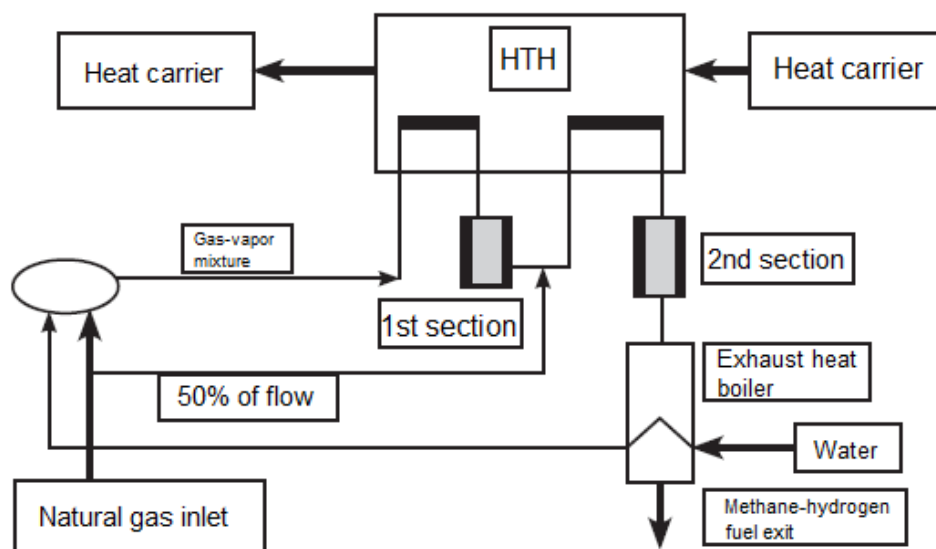 Heat carrier
HTH
Heat carrier
Gas-vapor
mixture
2nd section
1st section
50% of flow
Exhaust heat
boiler
Water
Natural gas inlet
Methane-hydrogen
fuel exit